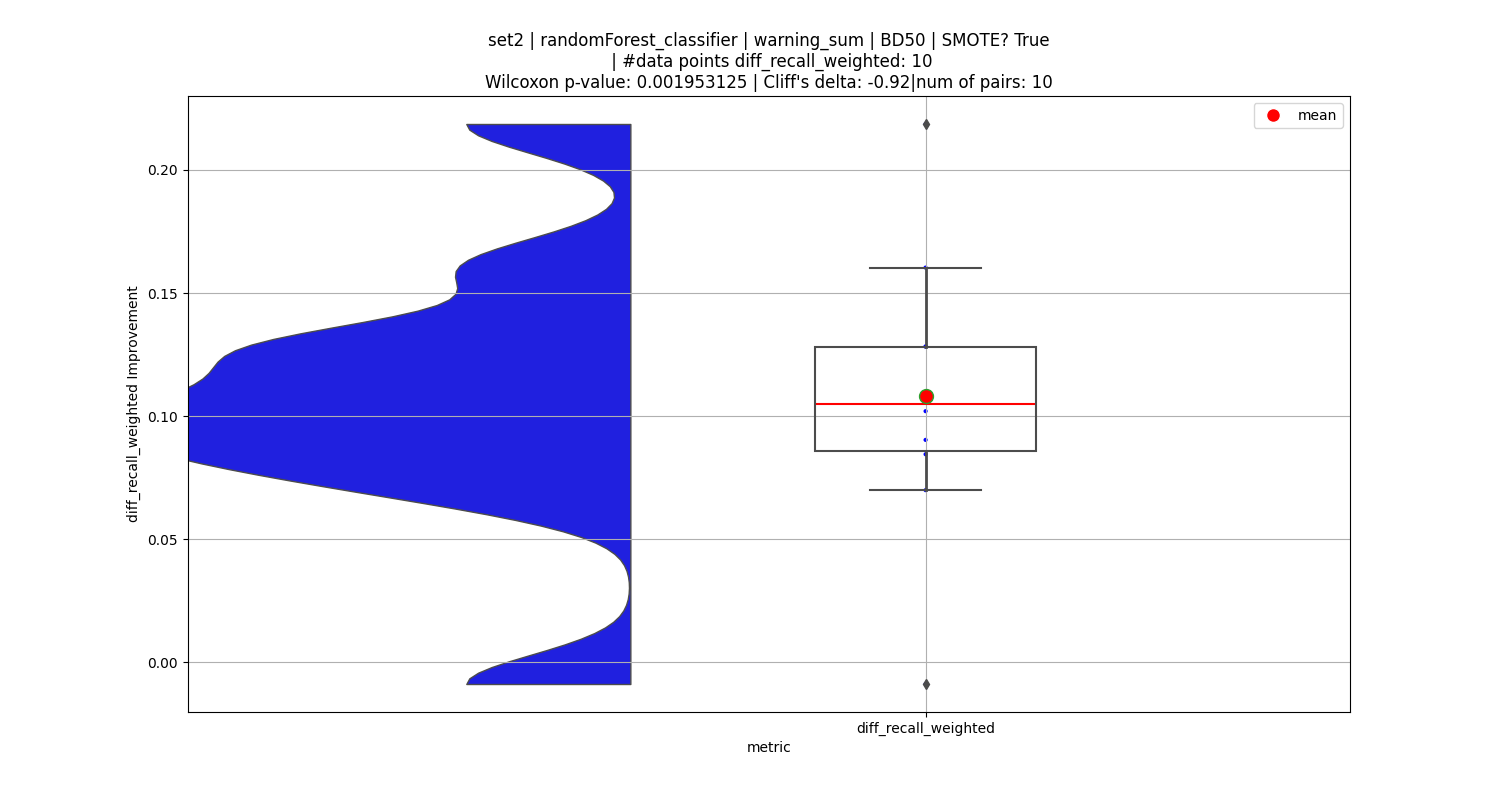 set2 | randomForest_classifier | warning_sum | BD50 | SMOTE? True
| #data points diff_recall_weighted: 10
Wilcoxon p-value: 0.001953125 | Cliff's delta: -0.92|num of pairs: 10
mean
0.20
0.15
0.10
0.05
0.00
diff_recall_weighted Improvement
diff_recall_weighted
metric